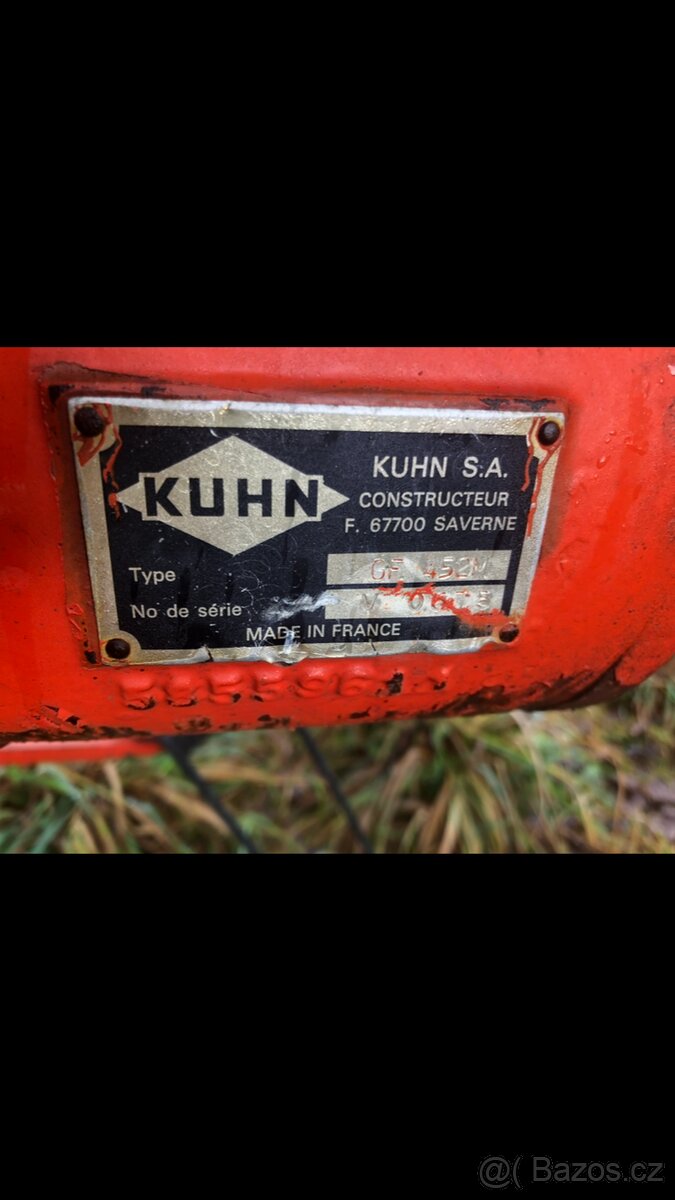 KUHN
KUHN S.A.
CONSTRUCTEUR
F. 67700 SAVERNE
Type GF 452M
No de série
MADE IN FRANCE
@( Bazos.cz